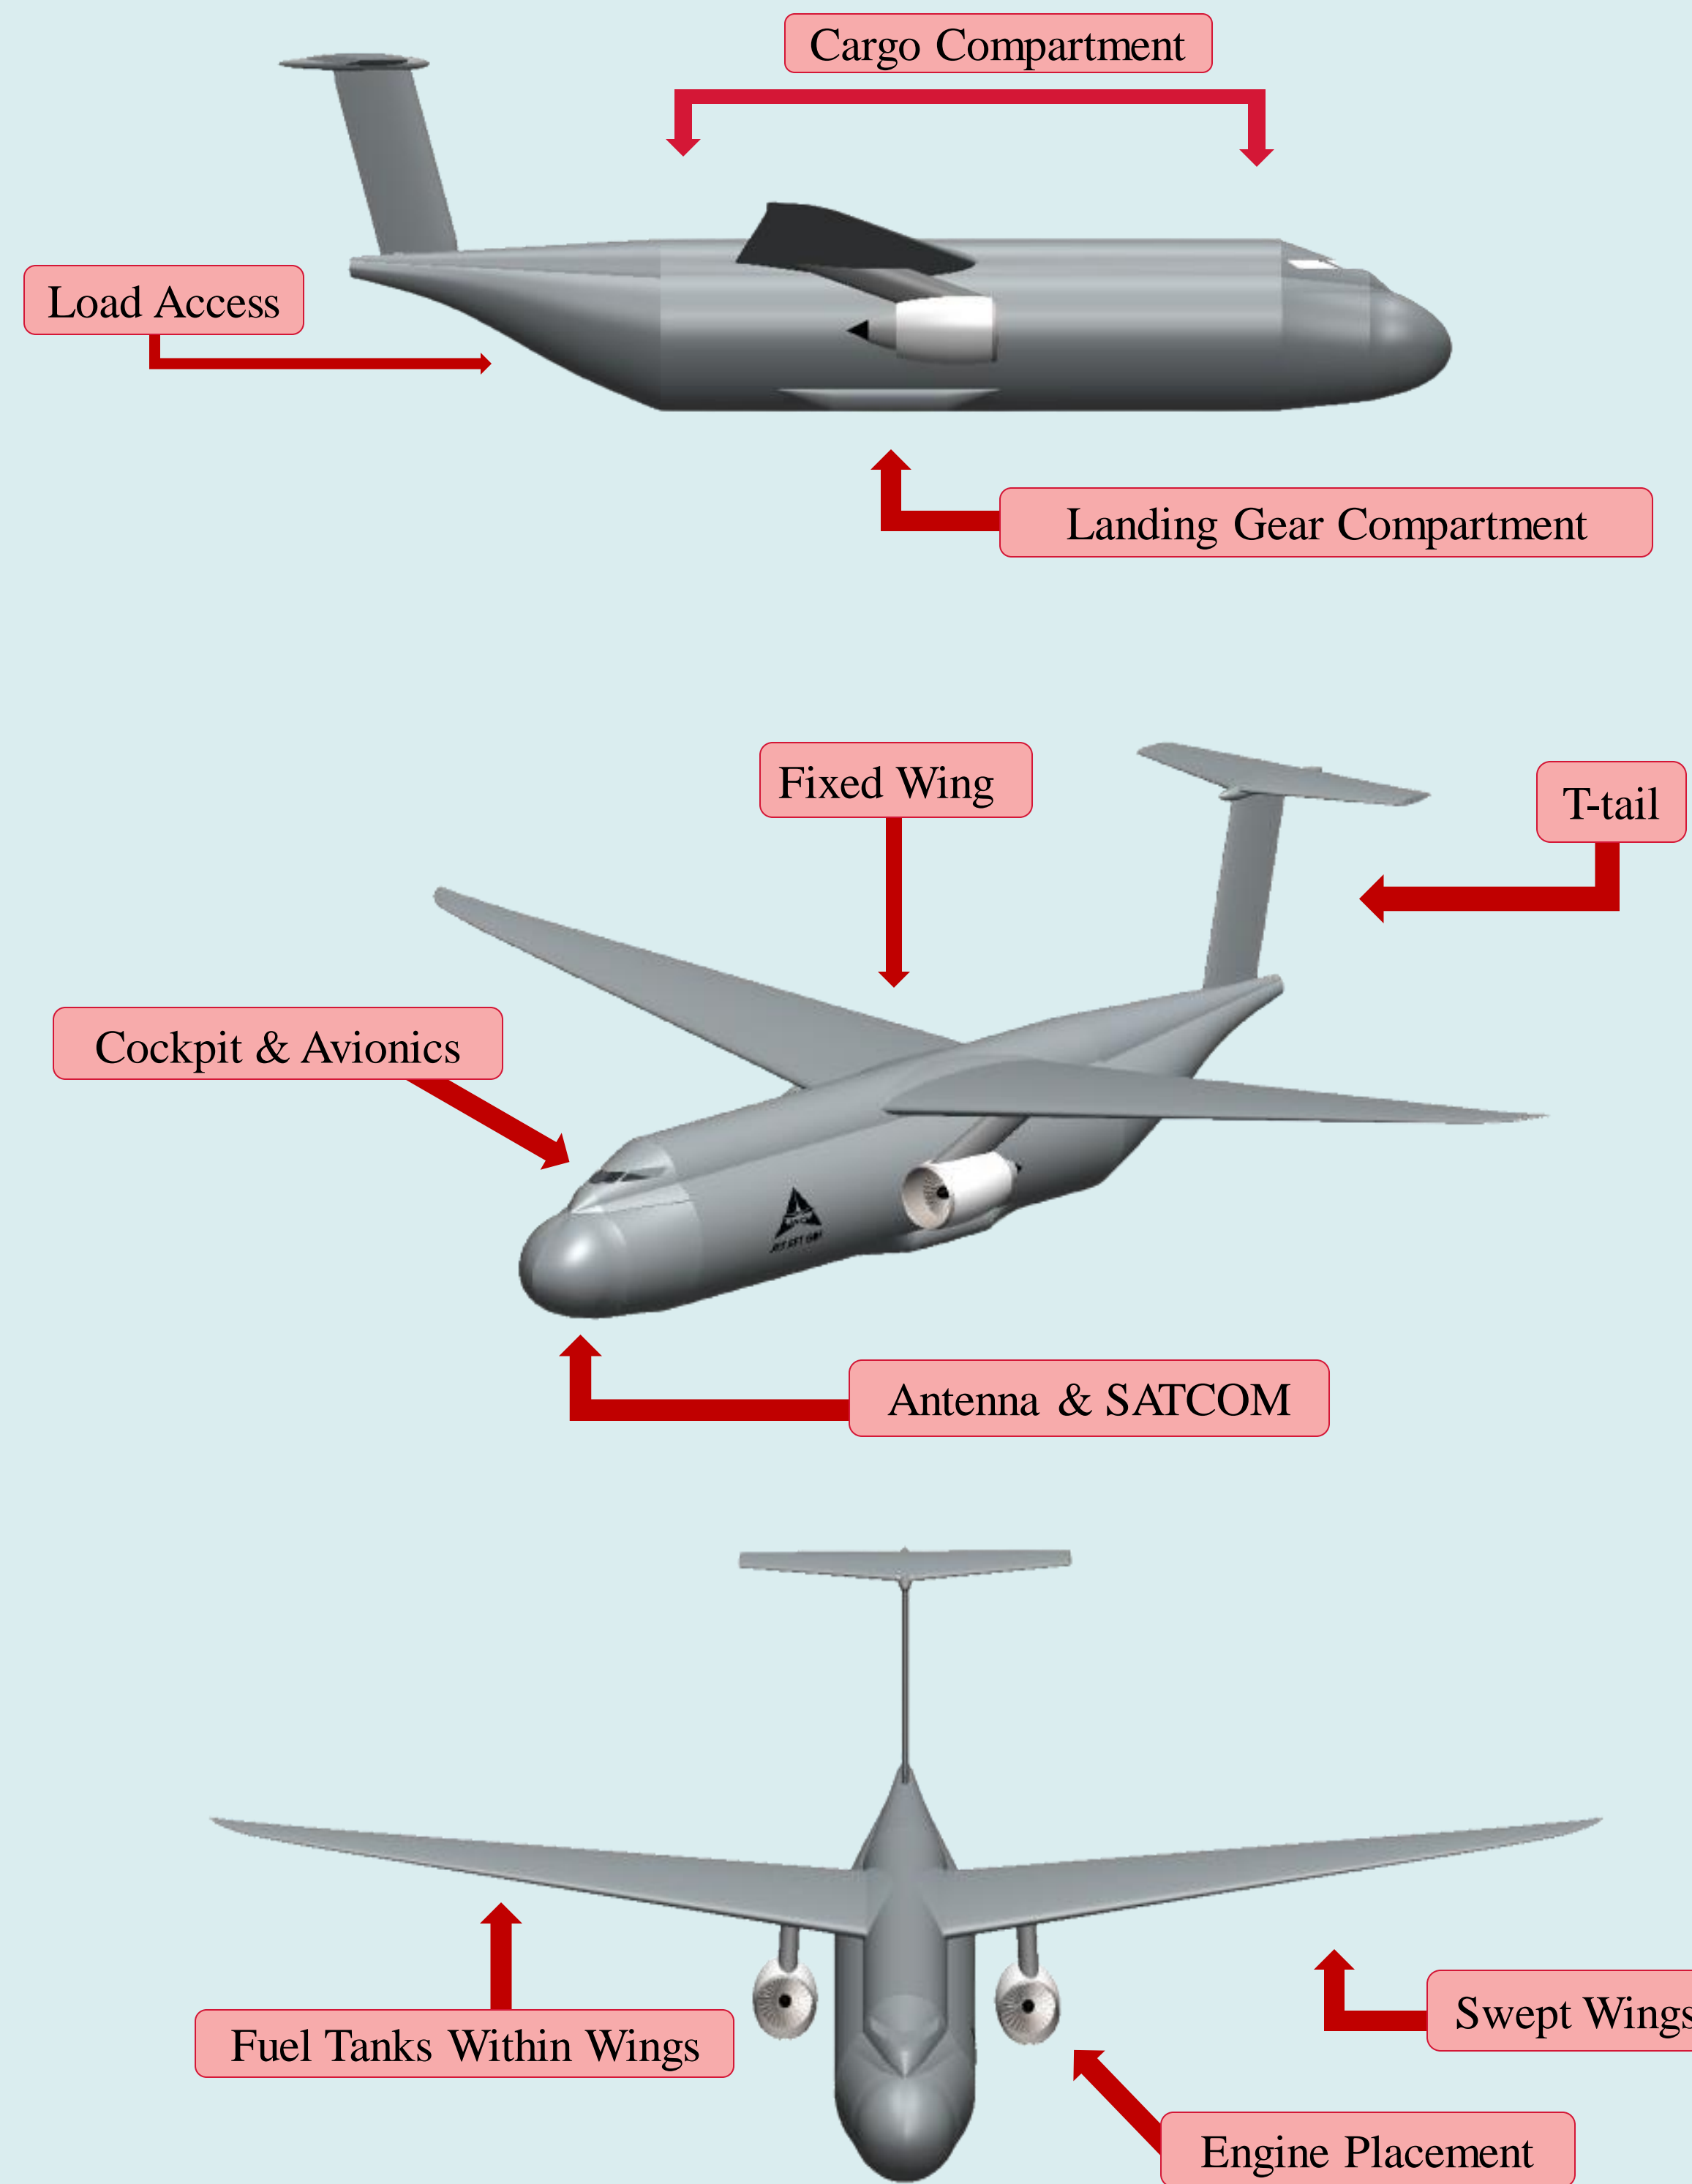 Cargo Compartment
Load Access
Landing Gear Compartment
Fixed Wing
T-tail
Cockpit & Avionics
Antenna & SATCOM
Fuel Tanks Within Wings
Swept Wings
Engine Placement